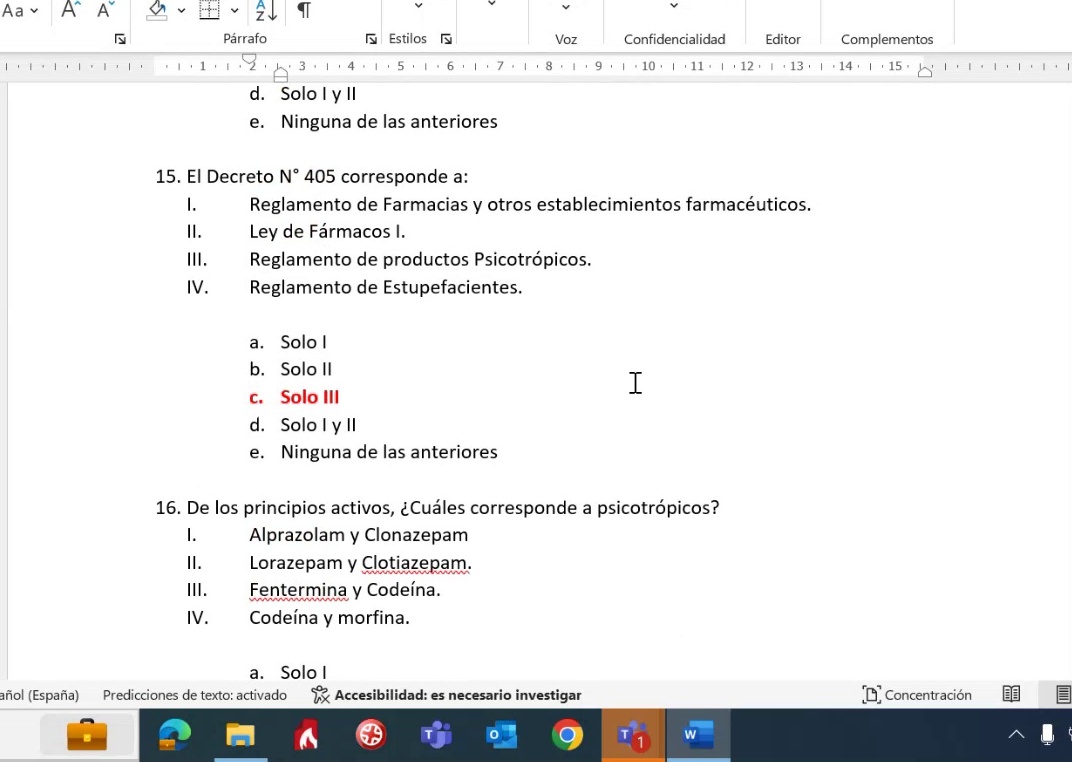 Aa A A A Z ¶
Párrafo Estilos Voz Confidencialidad Editor Complementos
1 2 3 4 5 6 7 8 9 10 11 12 13 14 15
d. Solo I y II
e. Ninguna de las anteriores
15. El Decreto N° 405 corresponde a:
I. Reglamento de Farmacias y otros establecimientos farmacéuticos.
II. Ley de Fármacos I.
III. Reglamento de productos Psicotrópicos.
IV. Reglamento de Estupefacientes.
a. Solo I
b. Solo II
c. Solo III
d. Solo I y II
e. Ninguna de las anteriores
16. De los principios activos, ¿Cuáles corresponde a psicotrópicos?
I. Alprazolam y Clonazepam
II. Lorazepam y Clotiazepam.
III. Fentermina y Codeína.
IV. Codeína y morfina.
a. Solo I
añol (España) Predicciones de texto: activado Accesibilidad: es necesario investigar Concentración
T O T 1 W